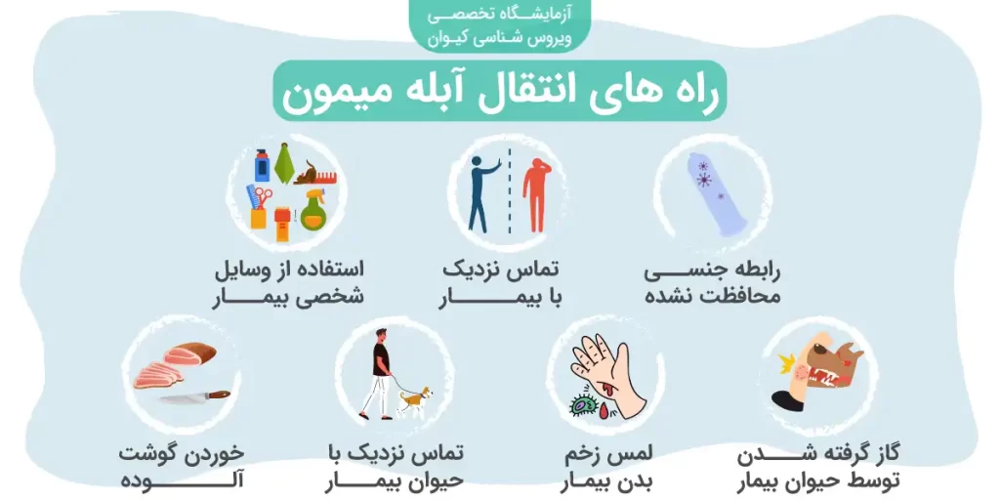 آزمایشگاه تخصصی
ویروس شناسی کیوان
راه های انتقال آبله میمون
رابطه جنسی
محافظت نشده
تماس نزدیک
با بیمار
استفاده از وسایل
شخصی بیمار
گاز گرفته شدن
توسط حیوان بیمار
لمس زخم
بدن بیمار
تماس نزدیک با
حیوان بیمار
خوردن گوشت
آلوده